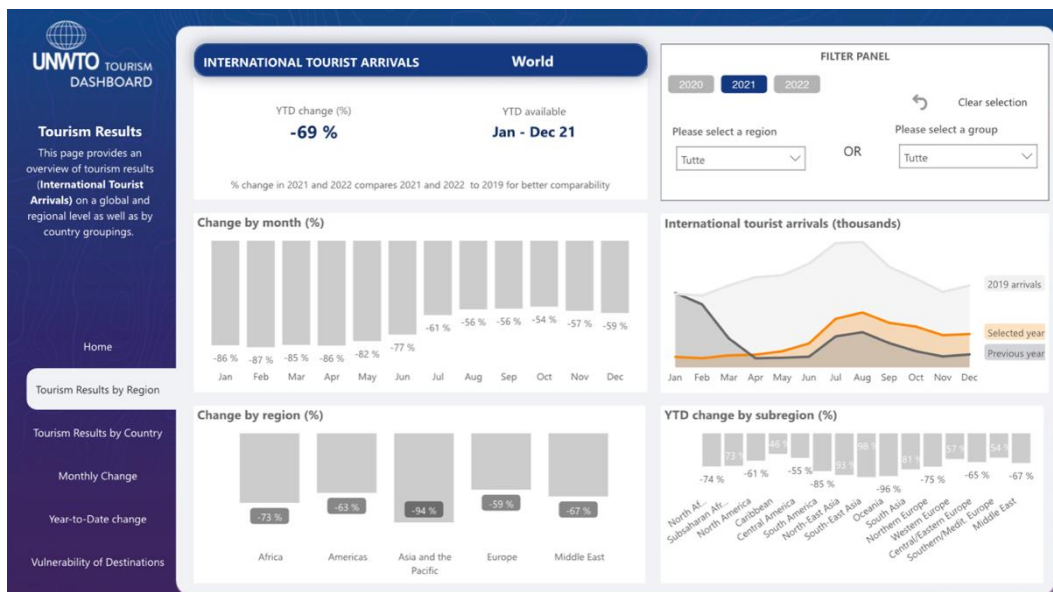 UNWTO TOURISM
DASHBOARD
Tourism Results
This page provides an
overview of tourism results
(International Tourist
Arrivals) on a global and
regional level as well as by
country groupings.
Home
Tourism Results by Region
Tourism Results by Country
Monthly Change
Year-to-Date change
Vulnerability of Destinations
INTERNATIONAL TOURIST ARRIVALS World
YTD change (%) YTD available
-69 % Jan - Dec 21
% change in 2021 and 2022 compares 2021 and 2022 to 2019 for better comparability
FILTER PANEL
2020 2021 2022
Clear selection
Please select a region Please select a group
Tutte OR Tutte
Change by month (%)
-86 % -87 % -85 % -86 % -82 % -77 % -61 % -56 % -56 % -54 % -57 % -59 %
Jan Feb Mar Apr May Jun Jul Aug Sep Oct Nov Dec
International tourist arrivals (thousands)
2019 arrivals
Selected year
Previous year
Jan Feb Mar Apr May Jun Jul Aug Sep Oct Nov Dec
Change by region (%)
-73 % -63 % -94 % -59 % -67 %
Africa Americas Asia and the Europe Middle East
Pacific
YTD change by subregion (%)
-74 % 73 % -61 % 46 % -55 % -85 % 93 % 98 % -96 % 81 % -75 % 57 % -65 % 54 % -67 %
North Af...
Subsaharan Afr...
North America
Caribbean
Central America
South America
North-East Asia
South-East Asia
Oceania
South Asia
Northern Europe
Western Europe
Central/Eastern Europe
Southern/Medit. Europe
Middle East